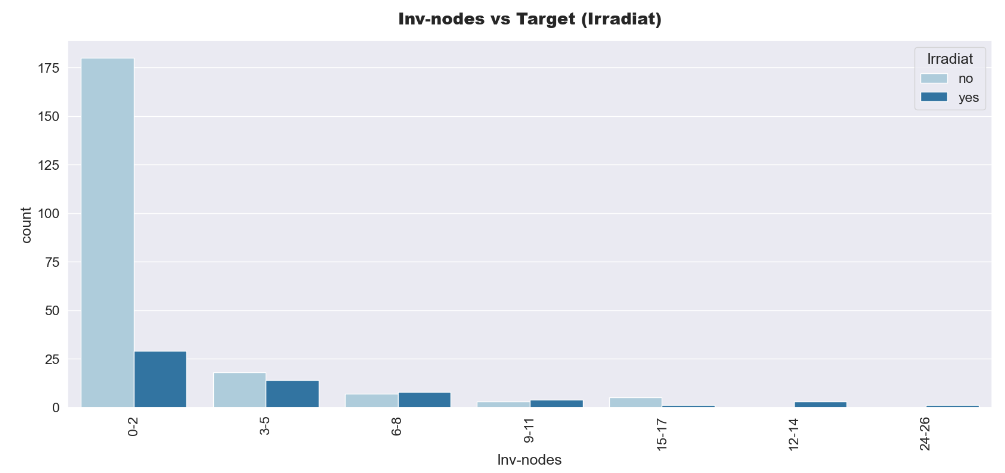 Inv-nodes vs Target (Irradiat)
Irradiat
no
yes
count
175
150
125
100
75
50
25
0
0-2
3-5
6-8
9-11
15-17
12-14
24-26
Inv-nodes